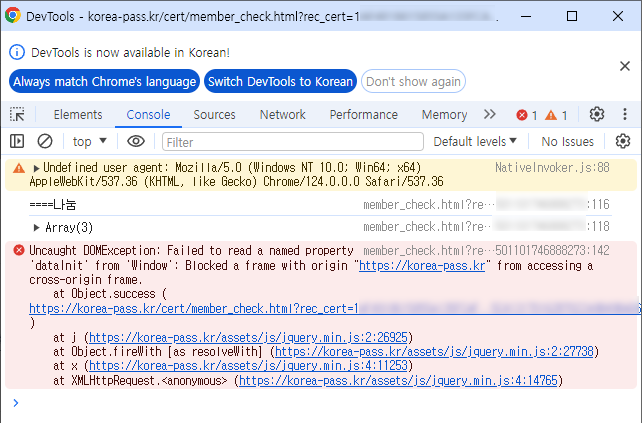 DevTools - korea-pass.kr/cert/member_check.html?rec_cert=1
DevTools is now available in Korean!
Always match Chrome's language Switch DevTools to Korean Don't show again
Elements Console Sources Network Performance Memory 1 1
top Filter Default levels No Issues
Undefined user agent: Mozilla/5.0 (Windows NT 10.0; Win64; x64) NativeInvoker.js:88
AppleWebKit/537.36 (KHTML, like Gecko) Chrome/124.0.0.0 Safari/537.36
====나눔 member_check.html?re… :116
Array(3) member_check.html?re… :118
Uncaught DOMException: Failed to read a named property member_check.html?re…501101746888273:142
'dataInit' from 'Window': Blocked a frame with origin "https://korea-pass.kr" from accessing a
cross-origin frame.
at Object.success (
https://korea-pass.kr/cert/member_check.html?rec_cert=1
)
at j (https://korea-pass.kr/assets/js/jquery.min.js:2:26925)
at Object.fireWith [as resolveWith] (https://korea-pass.kr/assets/js/jquery.min.js:2:27738)
at x (https://korea-pass.kr/assets/js/jquery.min.js:4:11253)
at XMLHttpRequest.<anonymous> (https://korea-pass.kr/assets/js/jquery.min.js:4:14765)